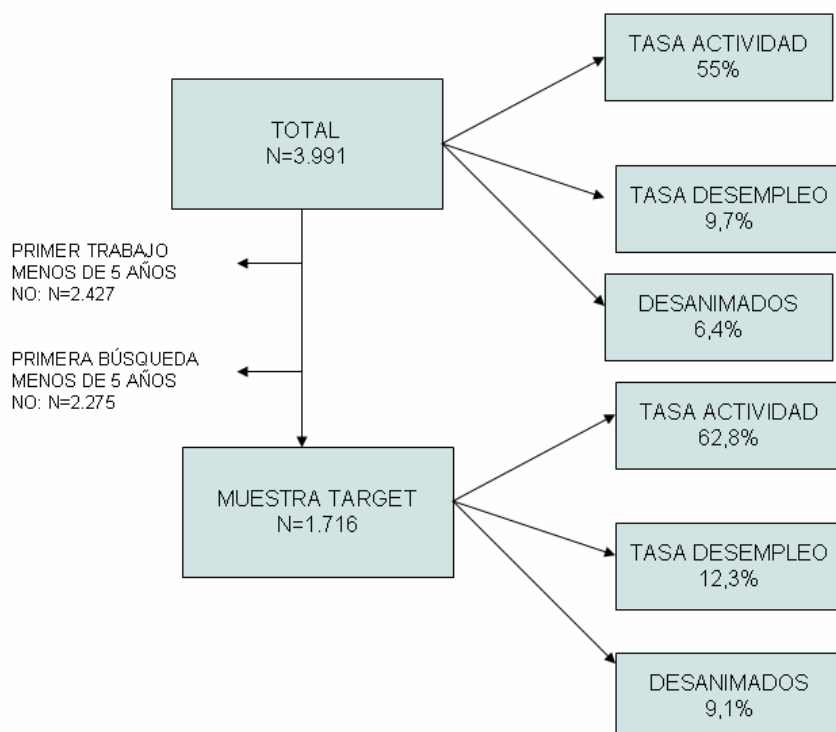 TASA ACTIVIDAD
55%
TOTAL
N=3.991
TASA DESEMPLEO
9,7%
PRIMER TRABAJO
MENOS DE 5 AÑOS
NO: N=2.427
DESANIMADOS
6,4%
PRIMERA BÚSQUEDA
MENOS DE 5 AÑOS
NO: N=2.275
TASA ACTIVIDAD
62,8%
MUESTRA TARGET
N=1.716
TASA DESEMPLEO
12,3%
DESANIMADOS
9,1%